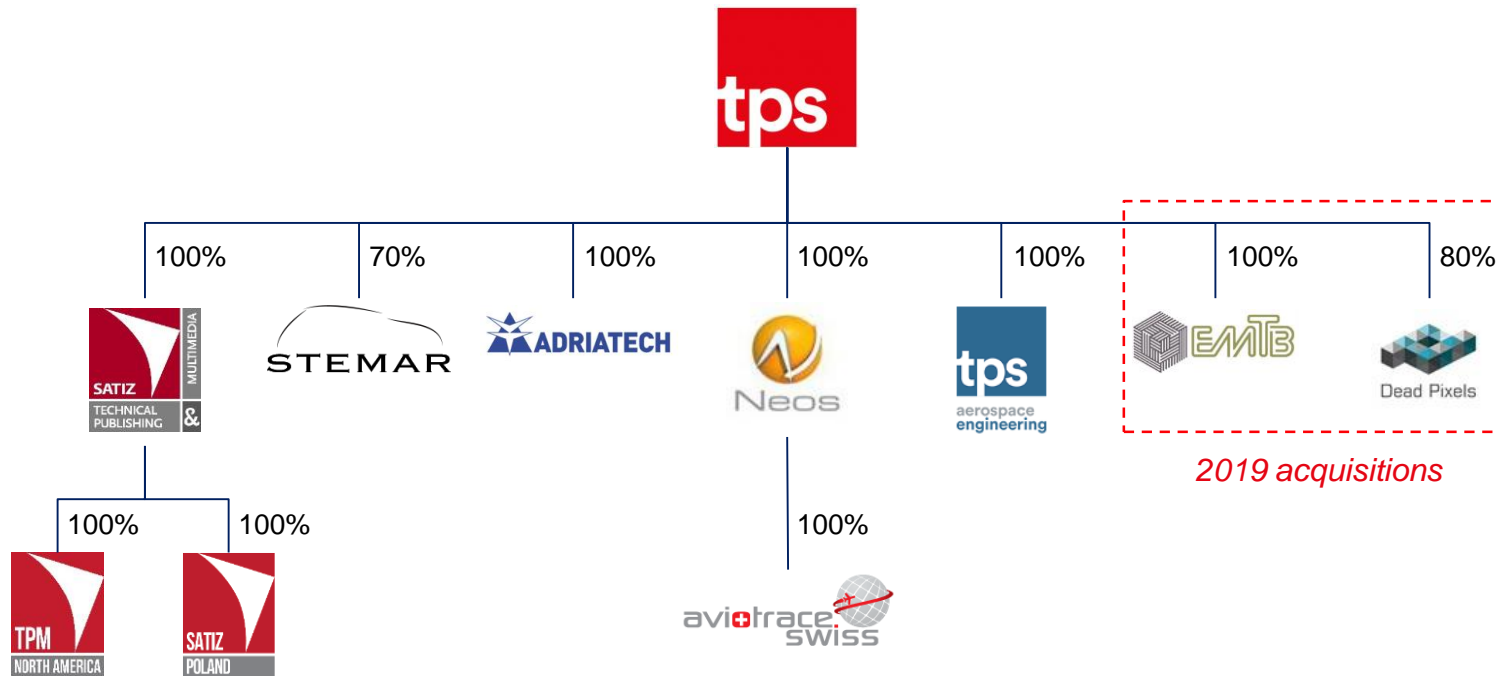 tps
100%
70%
100%
100%
100%
100%
80%
SATIZ
MULTIMEDIA
TECHNICAL
PUBLISHING
&
STEMAR
ADRIATECH
Neos
tps
aerospace
engineering
EMTB
Dead Pixels
2019 acquisitions
100%
100%
100%
TPM
NORTH AMERICA
SATIZ
POLAND
aviotrace
swiss